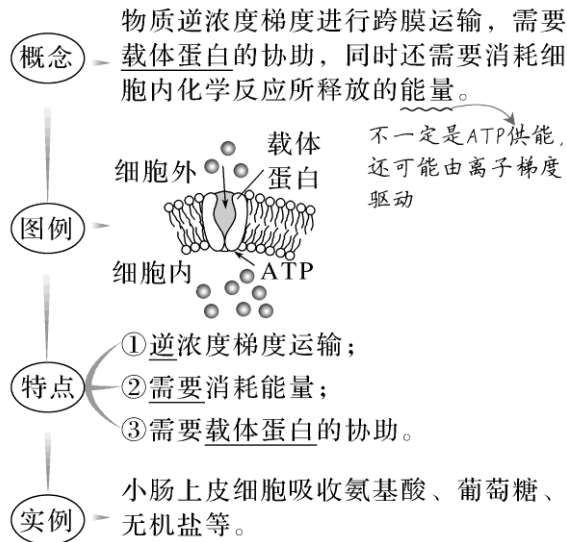 概念
物质逆浓度梯度进行跨膜运输，需要
载体蛋白的协助，同时还需要消耗细
胞内化学反应所释放的能量。
不一定是ATP供能，
还可能由离子梯度
驱动
图例
载体
蛋白
细胞外
细胞内
ATP
特点
①逆浓度梯度运输；
②需要消耗能量；
③需要载体蛋白的协助。
实例
小肠上皮细胞吸收氨基酸、葡萄糖、
无机盐等。